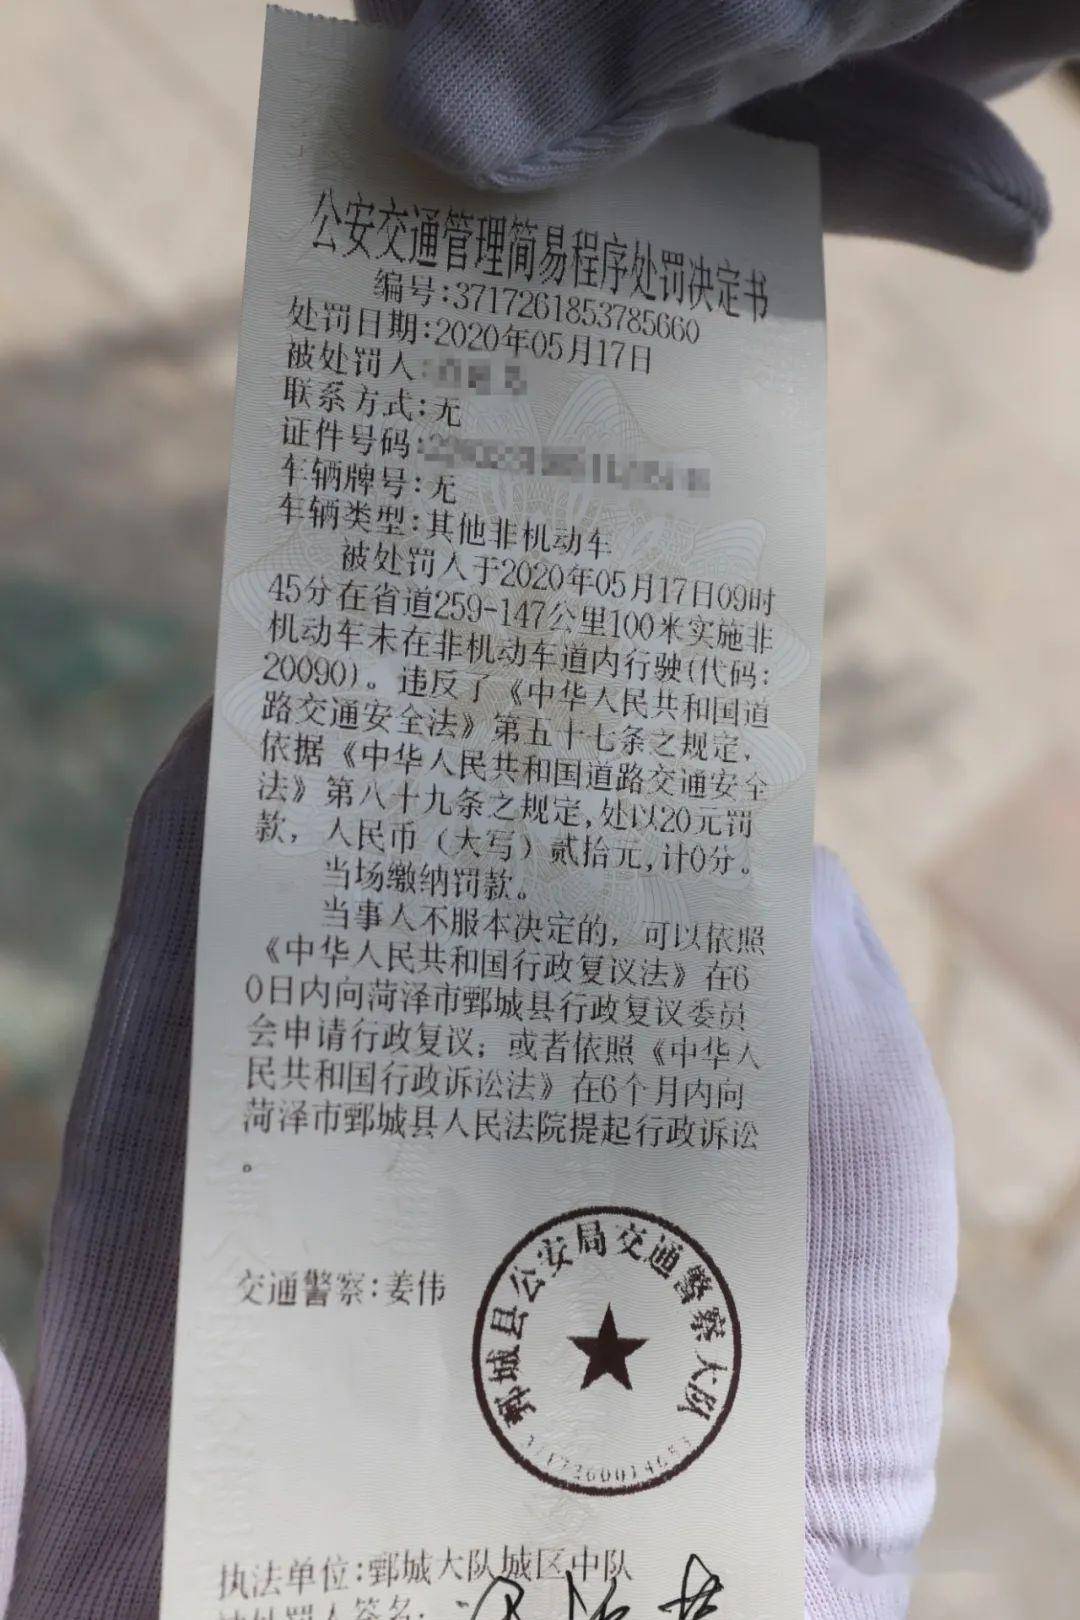 公安交通管理简易程序处罚决定书
编号:3717261853785660
处罚日期:2020年05月17日
被处罚人:
联系方式:无
证件号码:
车辆牌号:无
车辆类型:其他非机动车
被处罚人于2020年05月17日09时
45分在省道259-147公里100米实施非
机动车未在非机动车道内行驶(代码:
20090)。违反了《中华人民共和国道
路交通安全法》第五十七条之规定,
依据《中华人民共和国道路交通安全
法》第八十九条之规定,处以20元罚
款,人民币(大写)贰拾元,计0分。
当场缴纳罚款。
当事人不服本决定的,可以依照
《中华人民共和国行政复议法》在6
0日内向菏泽市鄄城县行政复议委员
会申请行政复议;或者依照《中华人
民共和国行政诉讼法》在6个月内向
菏泽市鄄城县人民法院提起行政诉讼
。
交通警察:姜伟
鄄城县公安局交通警察大队
执法单位:鄄城大队城区中队
被处罚人签名: